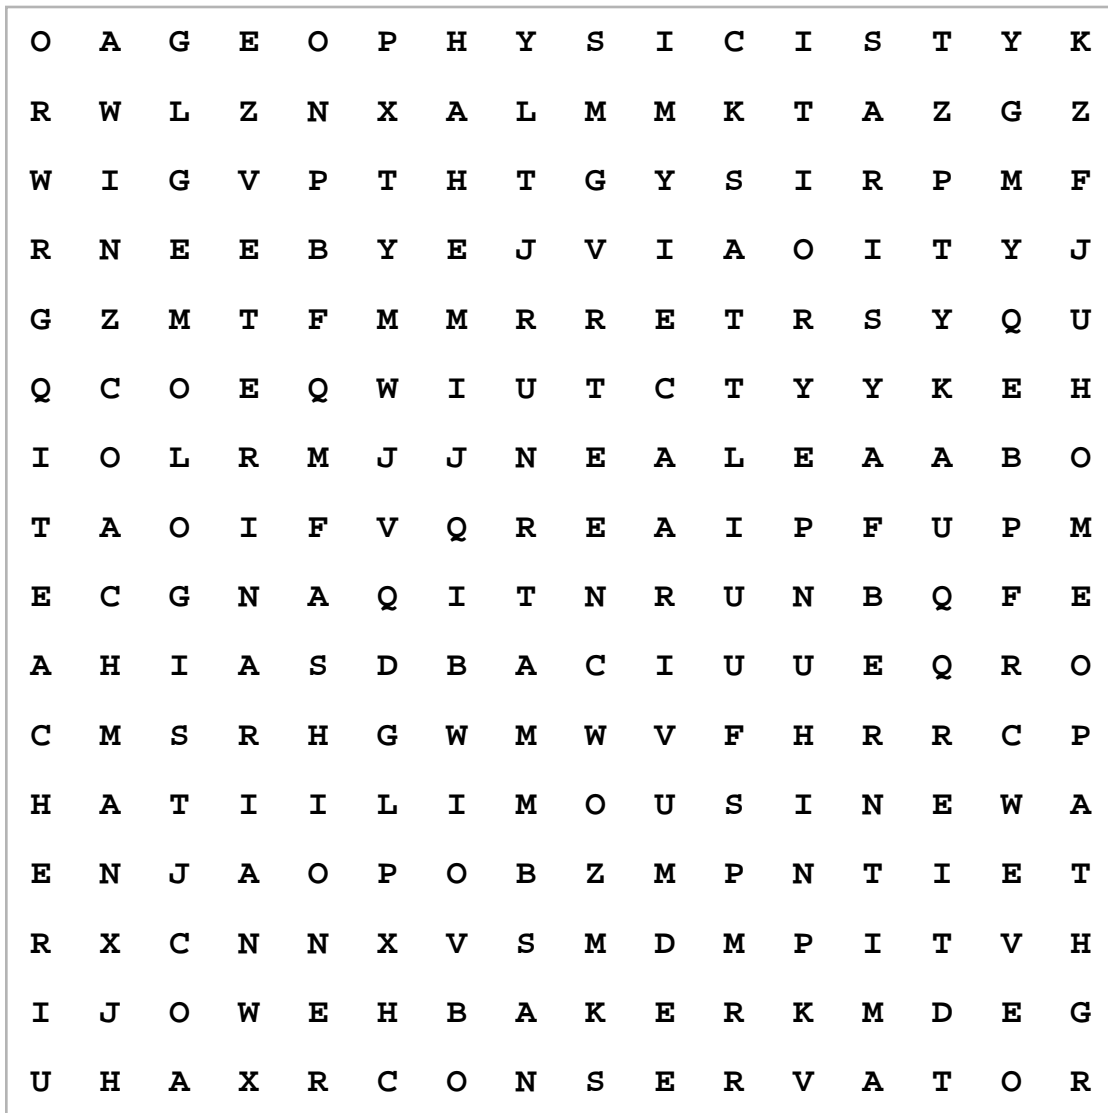 O A G E O P H Y S I C I S T Y K
R W L Z N X A L M M K T A Z G Z
W I G V P T H T G Y S I R P M F
R N E E B Y E J V I A O I T Y J
G Z M T F M M R R E T R S Y Q U
Q C O E Q W I U T C T Y Y K E H
I O L R M J J N E A L E A A B O
T A O I F V Q R E A I P F U P M
E C G N A Q I T N R U N B Q F E
A H I A S D B A C I U U E Q R O
C M S R H G W M W V F H R R C P
H A T I I L I M O U S I N E W A
E N J A O P O B Z M P N T I E T
R X C N N X V S M D M P I T V H
I J O W E H B A K E R K M D E G
U H A X R C O N S E R V A T O R